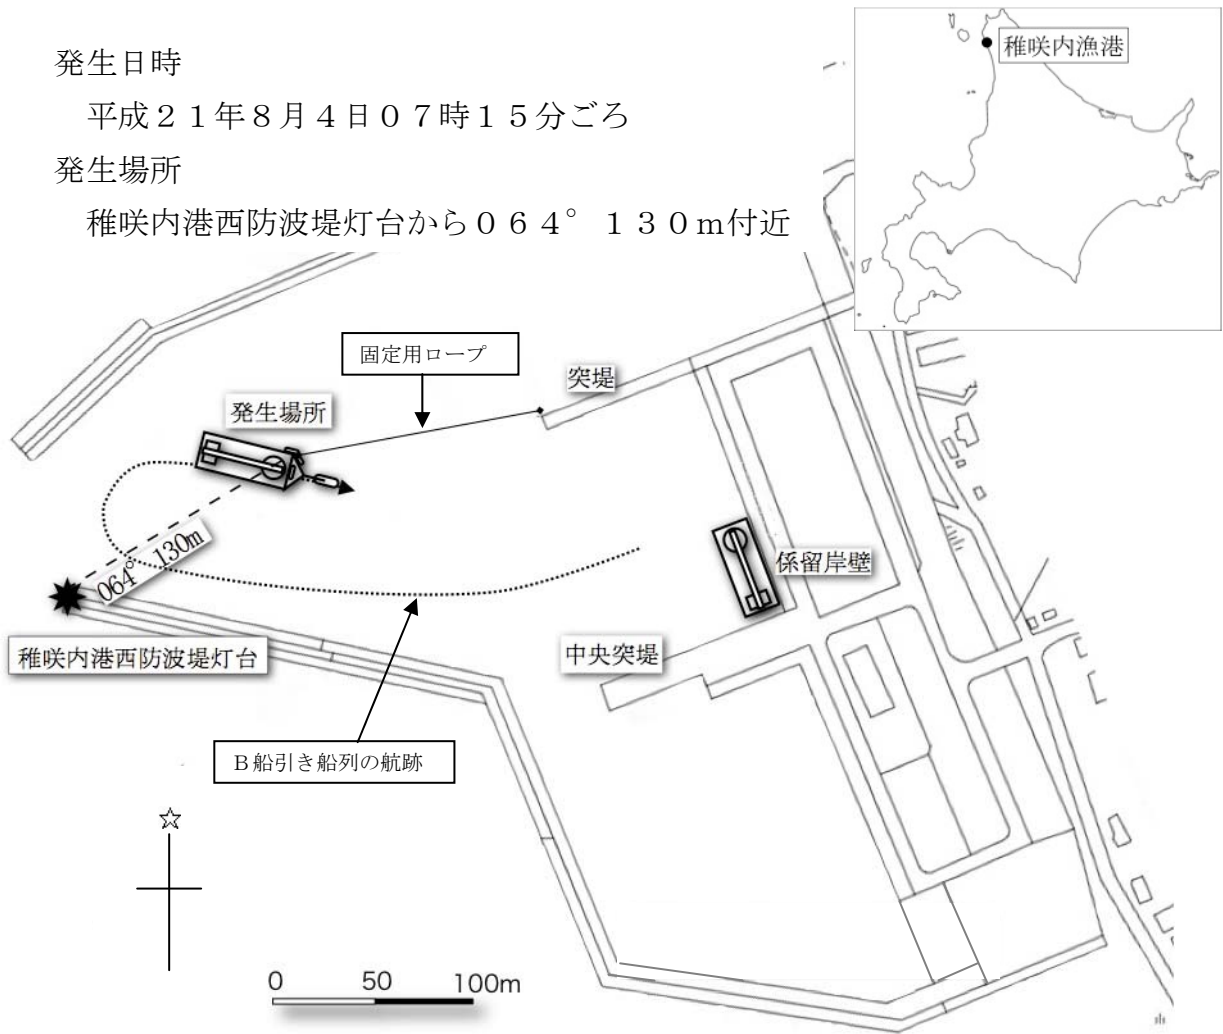 発生日時
平成２１年８月４日０７時１５分ごろ
発生場所
稚咲内港西防波堤灯台から０６４°１３０ｍ付近
稚咲内漁港
固定用ロープ
突堤
発生場所
064° 130m
係留岸壁
稚咲内港西防波堤灯台
中央突堤
Ｂ船引き船列の航跡
0 50 100m